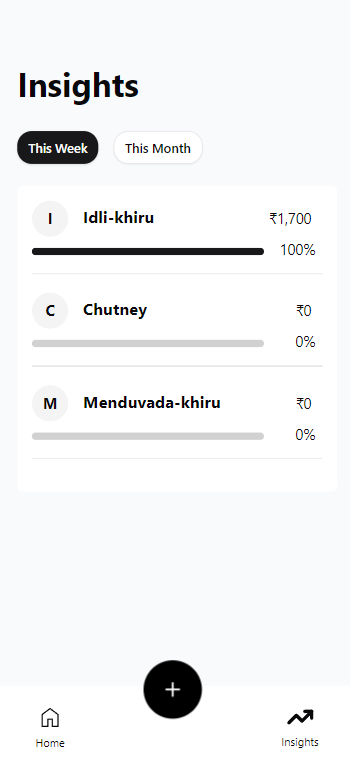 Insights
This Week
This Month
I
Idli-khiru
₹1,700
100%
C
Chutney
₹0
0%
M
Menduvada-khiru
₹0
0%
+
Home
Insights